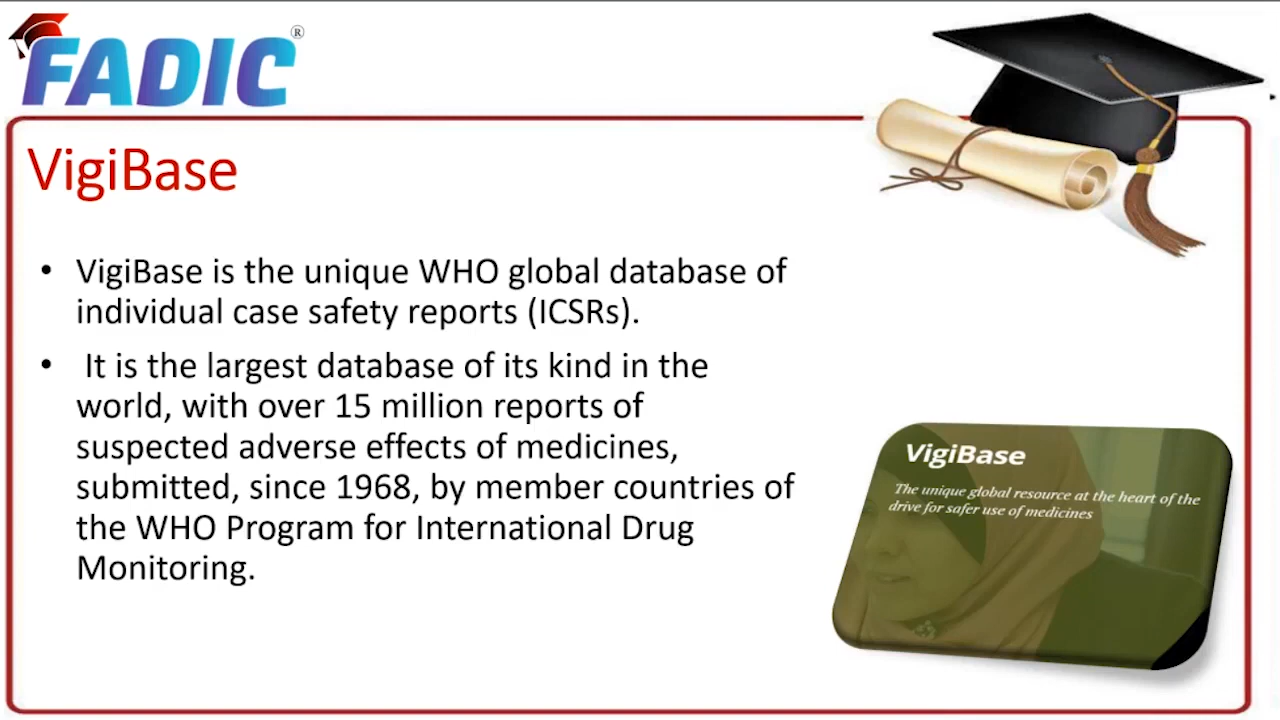 FADIC®
VigiBase
• VigiBase is the unique WHO global database of
individual case safety reports (ICSRs).
• It is the largest database of its kind in the
world, with over 15 million reports of
suspected adverse effects of medicines,
submitted, since 1968, by member countries of
the WHO Program for International Drug
Monitoring.
VigiBase
The unique global resource at the heart of the
drive for safer use of medicines